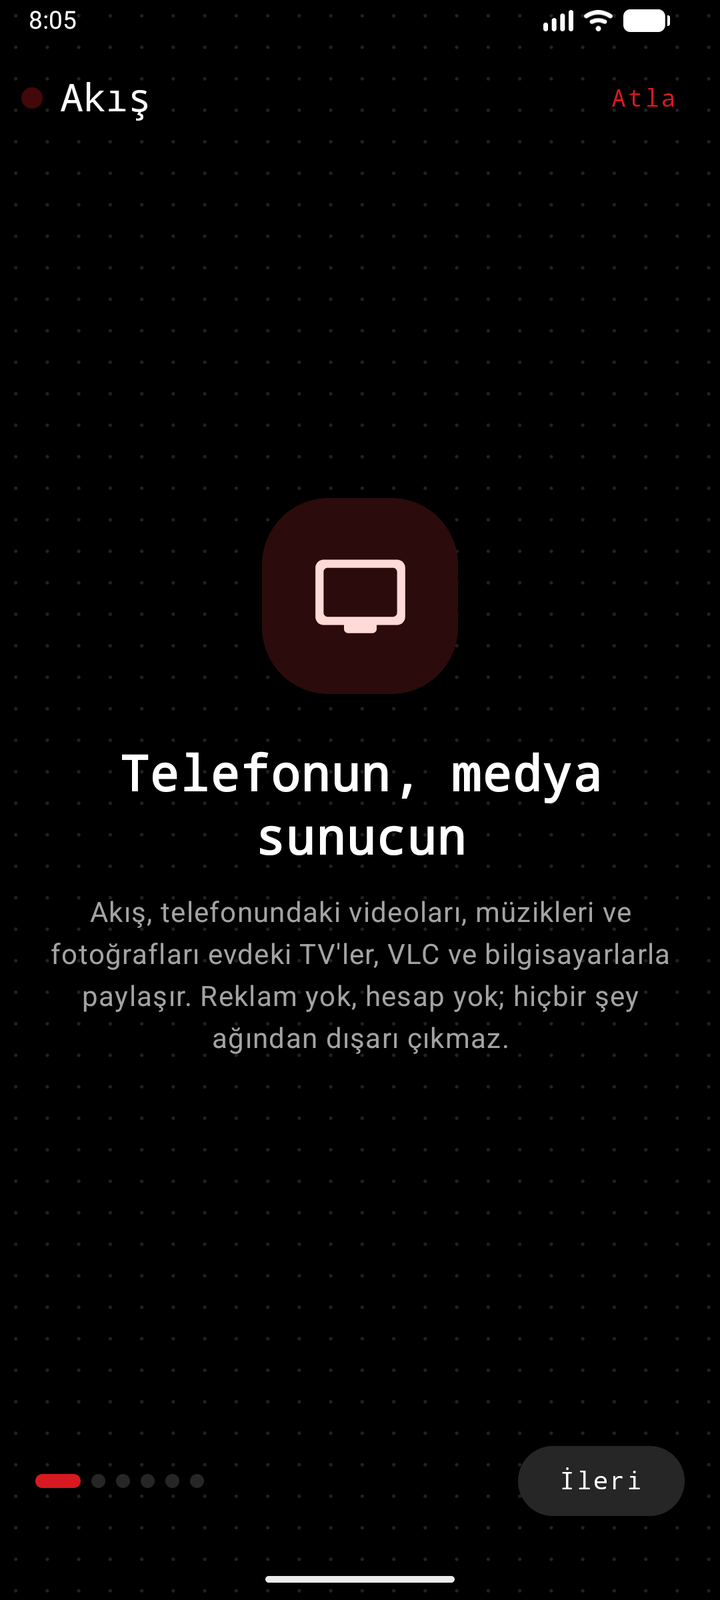 8:05
Akış
Atla
Telefonun, medya
sunucun
Akış, telefonundaki videoları, müzikleri ve
fotoğrafları evdeki TV'ler, VLC ve bilgisayarlarla
paylaşır. Reklam yok, hesap yok; hiçbir şey
ağından dışarı çıkmaz.
İleri